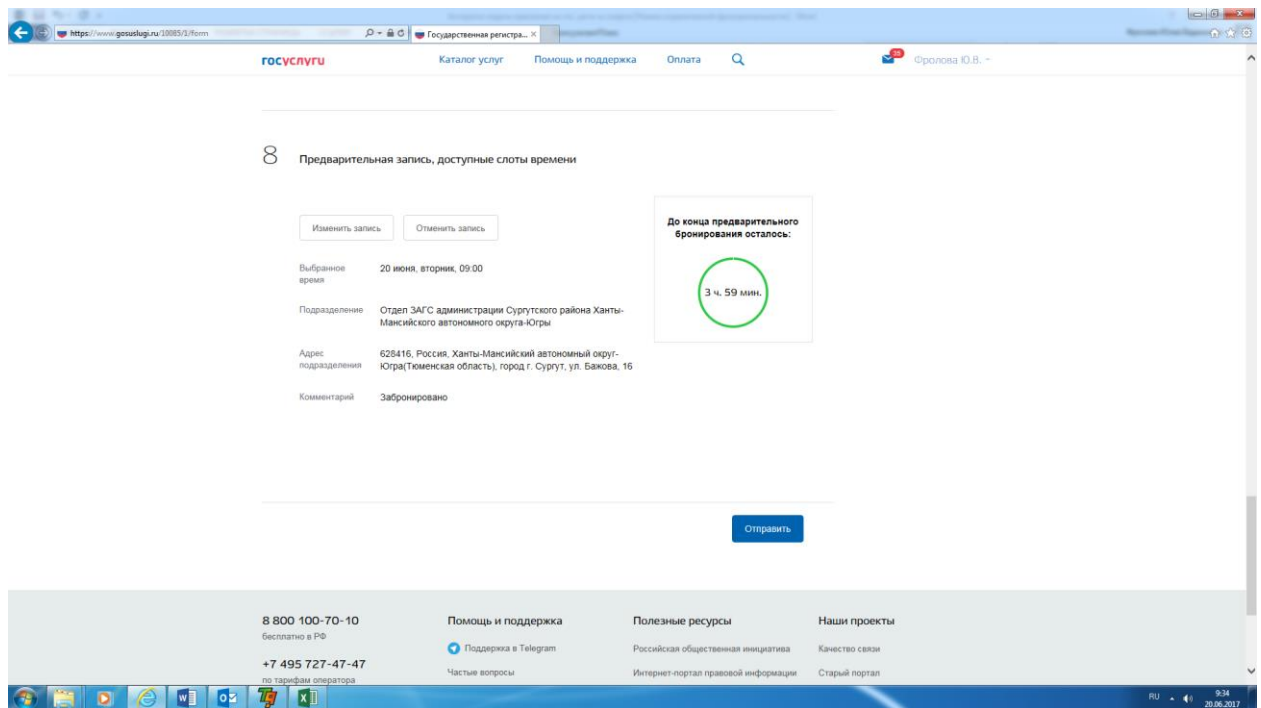 https://www.gosuslugi.ru/10085/1/form
Государственная регистра...
госуслуги
Каталог услуг
Помощь и поддержка
Оплата
39
Фролова Ю.В.
8
Предварительная запись, доступные слоты времени
Изменить запись
Отменить запись
До конца предварительного
бронирования осталось:
3 ч. 59 мин.
Выбранное
время
20 июня, вторник, 09:00
Подразделение
Отдел ЗАГС администрации Сургутского района Ханты-
Мансийского автономного округа-Югры
Адрес
подразделения
628416, Россия, Ханты-Мансийский автономный округ-
Югра(Тюменская область), город г. Сургут, ул. Бажова, 16
Комментарий
Забронировано
Отправить
8 800 100-70-10
бесплатно в РФ
+7 495 727-47-47
по тарифам оператора
Помощь и поддержка
Поддержка в Telegram
Частые вопросы
Полезные ресурсы
Российская общественная инициатива
Интернет-портал правовой информации
Наши проекты
Качество связи
Старый портал
RU
9:34
20.06.2017